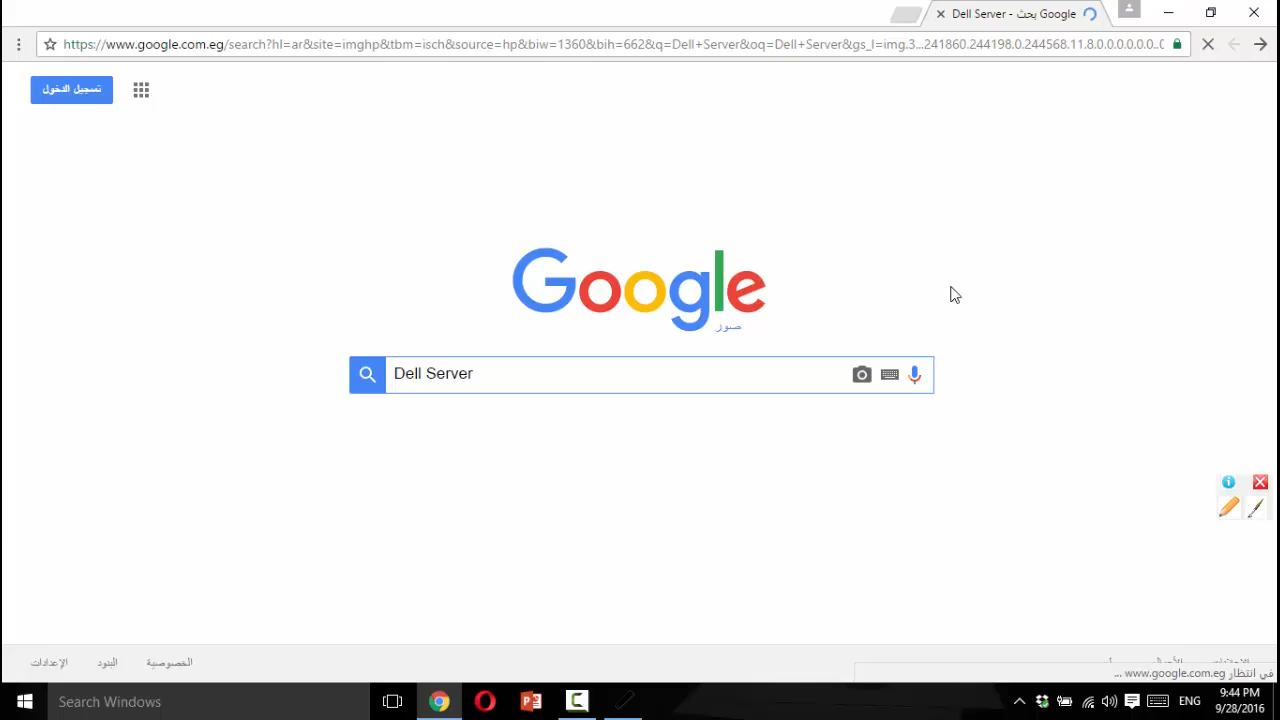 Dell Server - بحث Google
https://www.google.com.eg/search?hl=ar&site=imghp&tbm=isch&source=hp&biw=1360&bih=662&q=Dell+Server&oq=Dell+Server&gs_l=img.3...241860.244198.0.244568.11.8.0.0.0.0.0.0..0
تسجيل الدخول
Google
صور
Dell Server
الخصوصية البنود الإعدادات
في انتظار www.google.com.eg ...
Search Windows
ENG
9:44 PM
9/28/2016